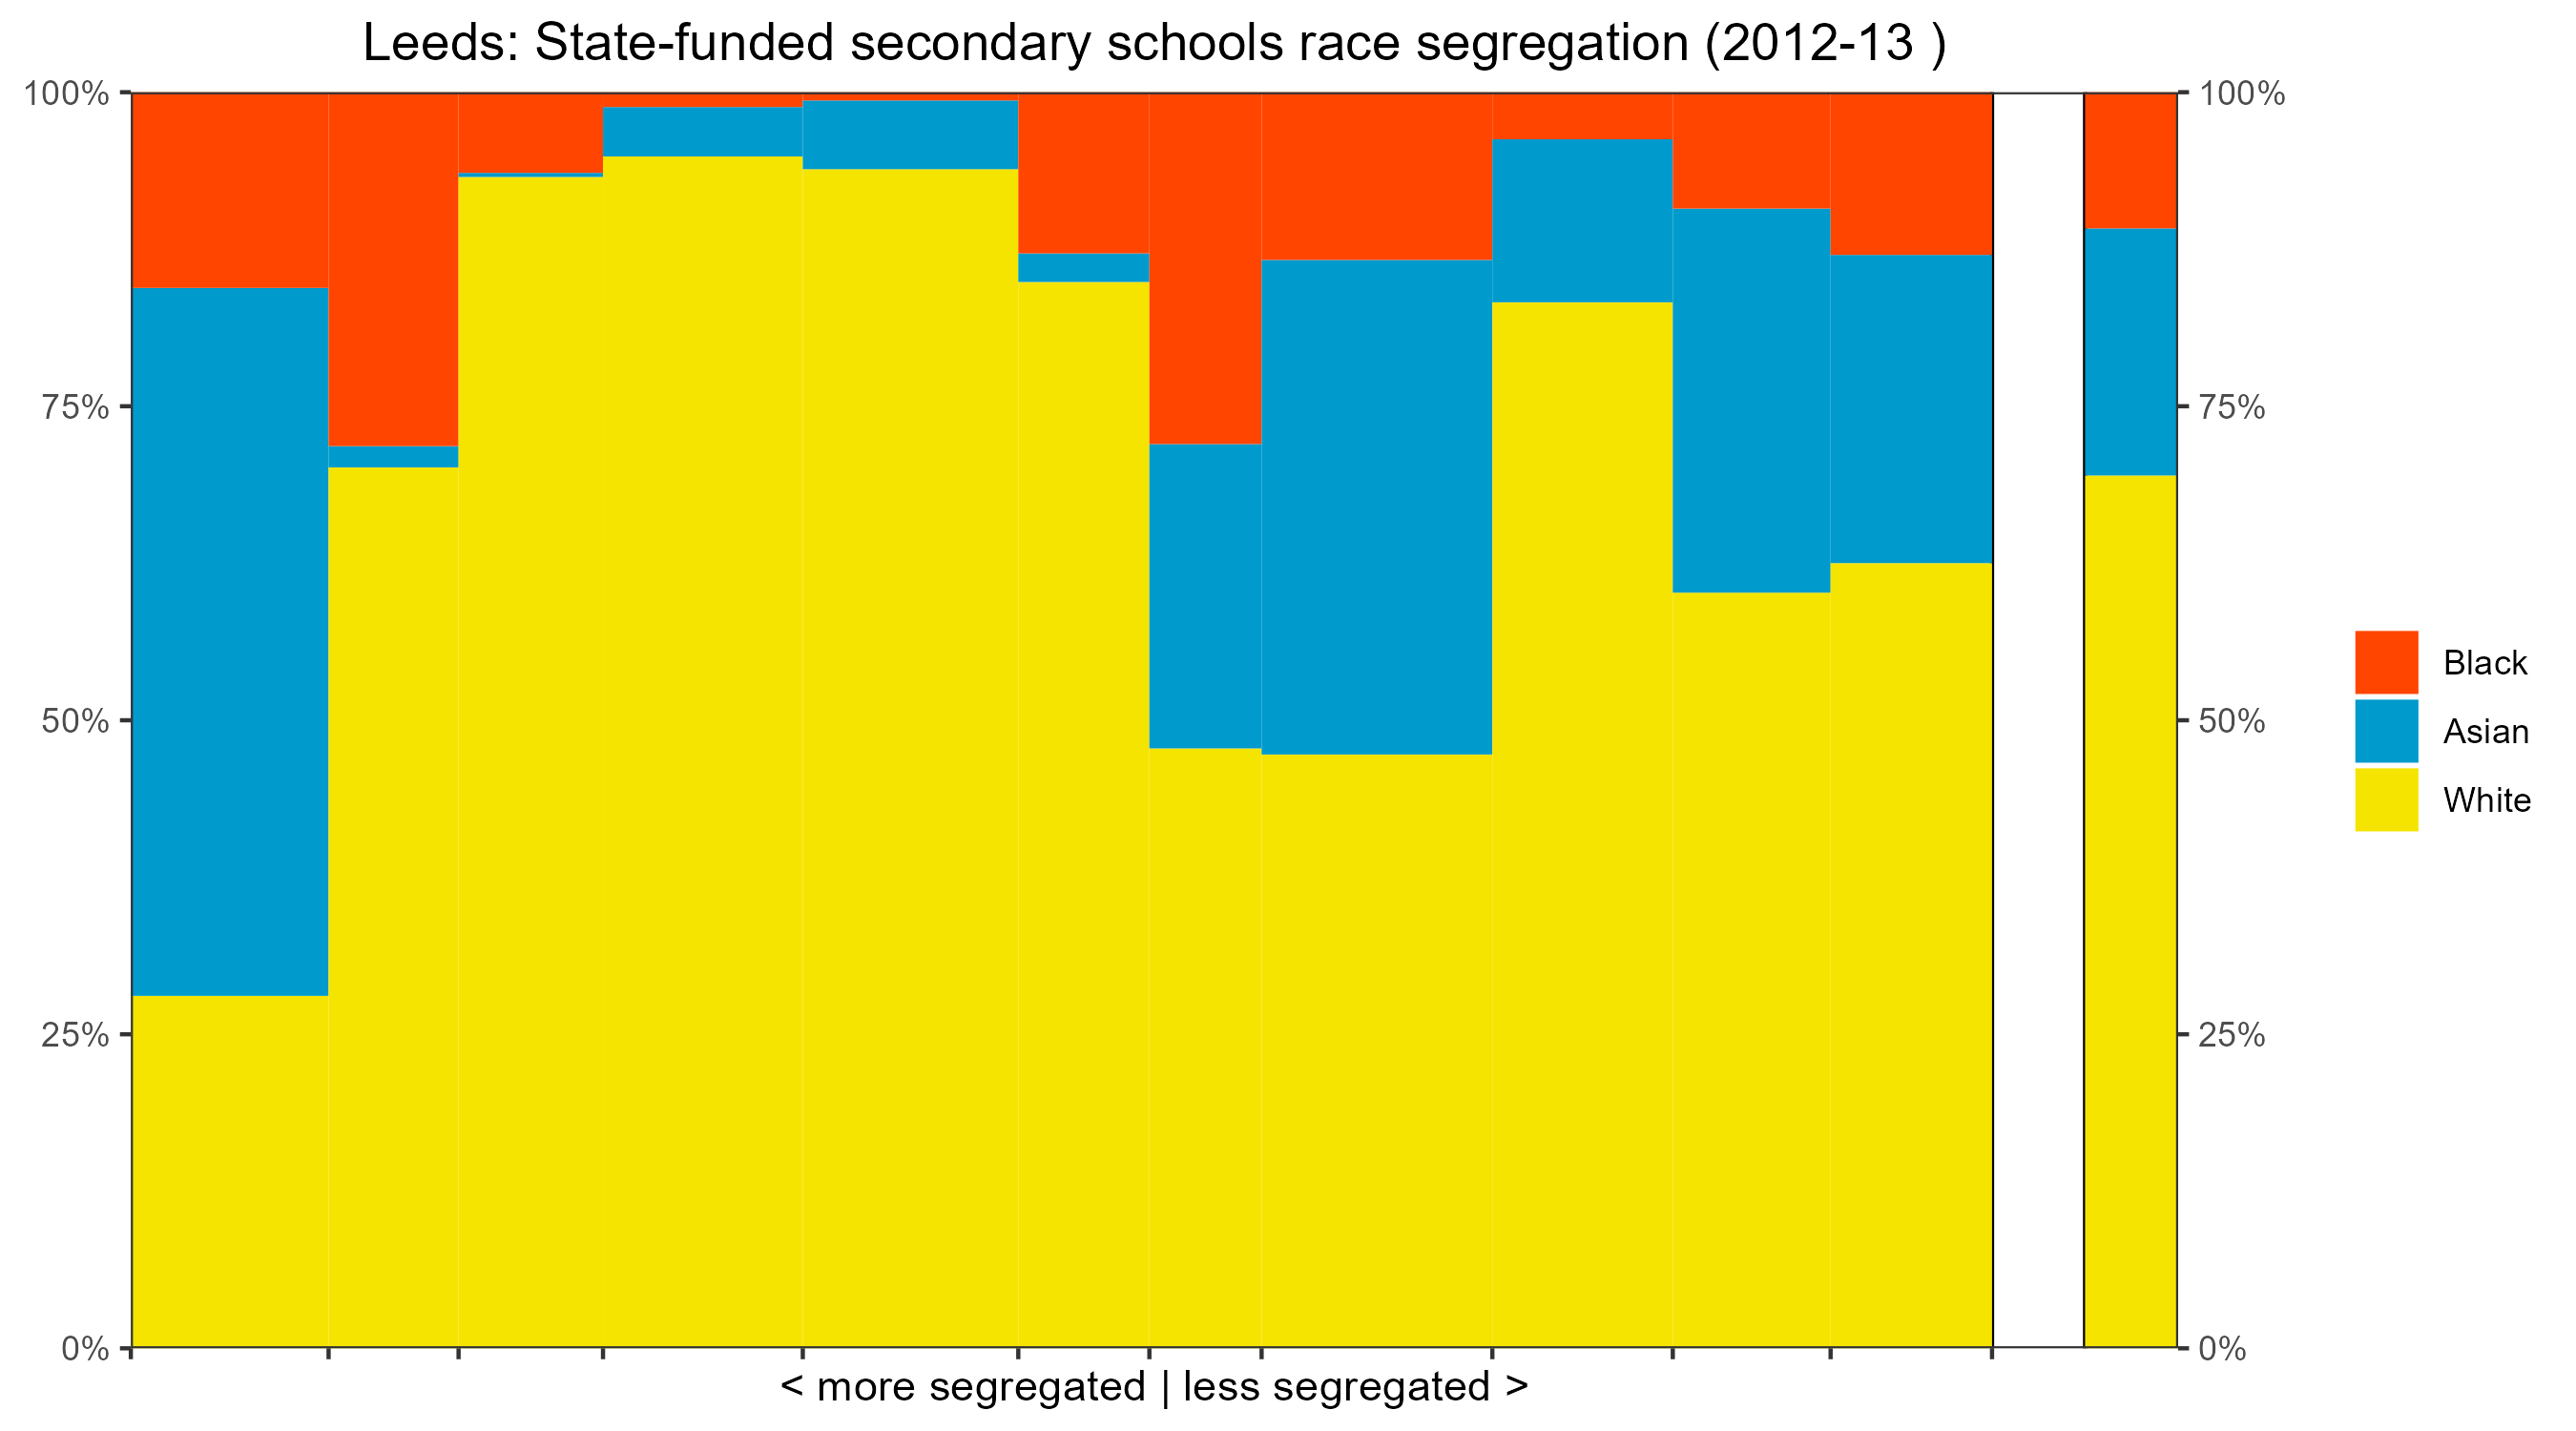 Leeds: State-funded secondary schools race segregation (2012-13 )
100%
75%
50%
25%
0%
100%
75%
50%
25%
0%
< more segregated | less segregated >
Black
Asian
White